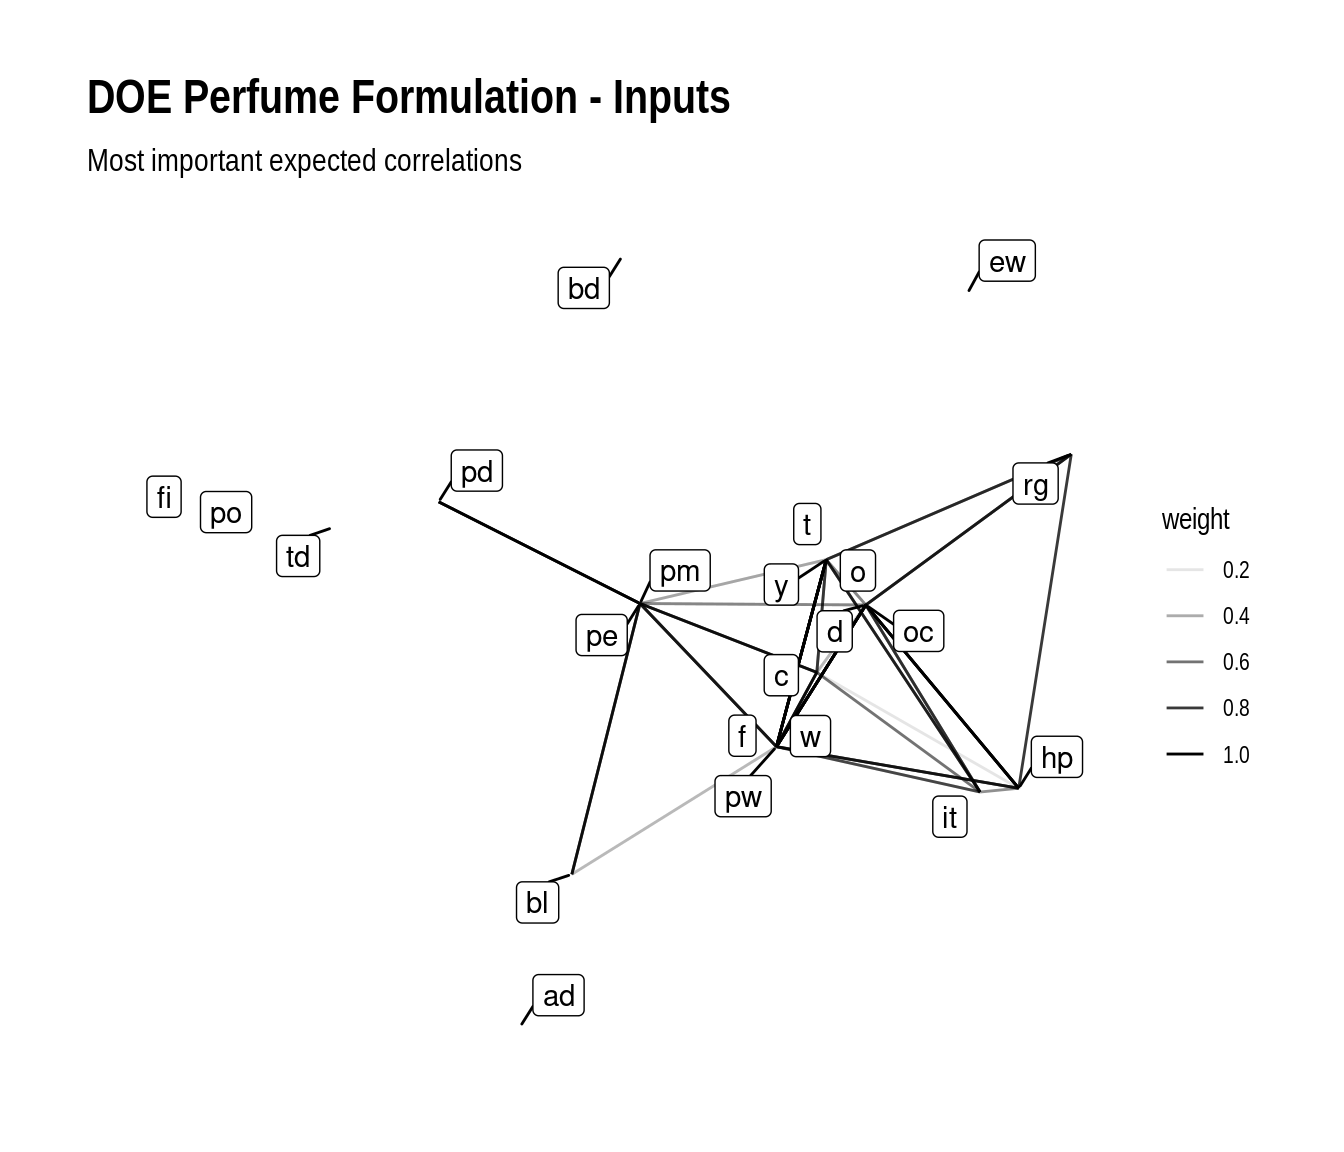 DOE Perfume Formulation - Inputs
Most important expected correlations
ew
bd
pd
fi
po
rg
t
td
pm
y
o
pe
d
oc
c
f
w
hp
pw
it
bl
ad
weight
0.2
0.4
0.6
0.8
1.0